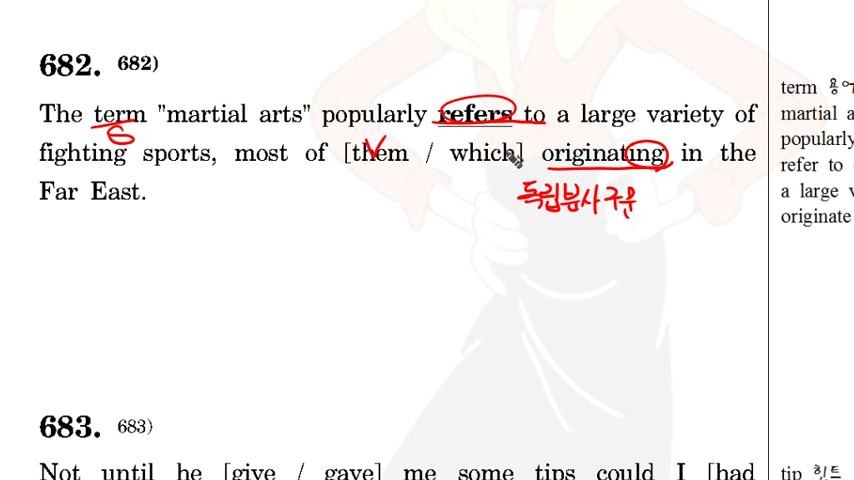 682. 682)
The term "martial arts" popularly refers to a large variety of
fighting sports, most of [them / which] originating in the
Far East.
S
독립분사구문
683. 683)
Not until he [give / gave] me some tips could I [had
term 용어
martial a
popularly
refer to
a large v
originate
tip 힌트